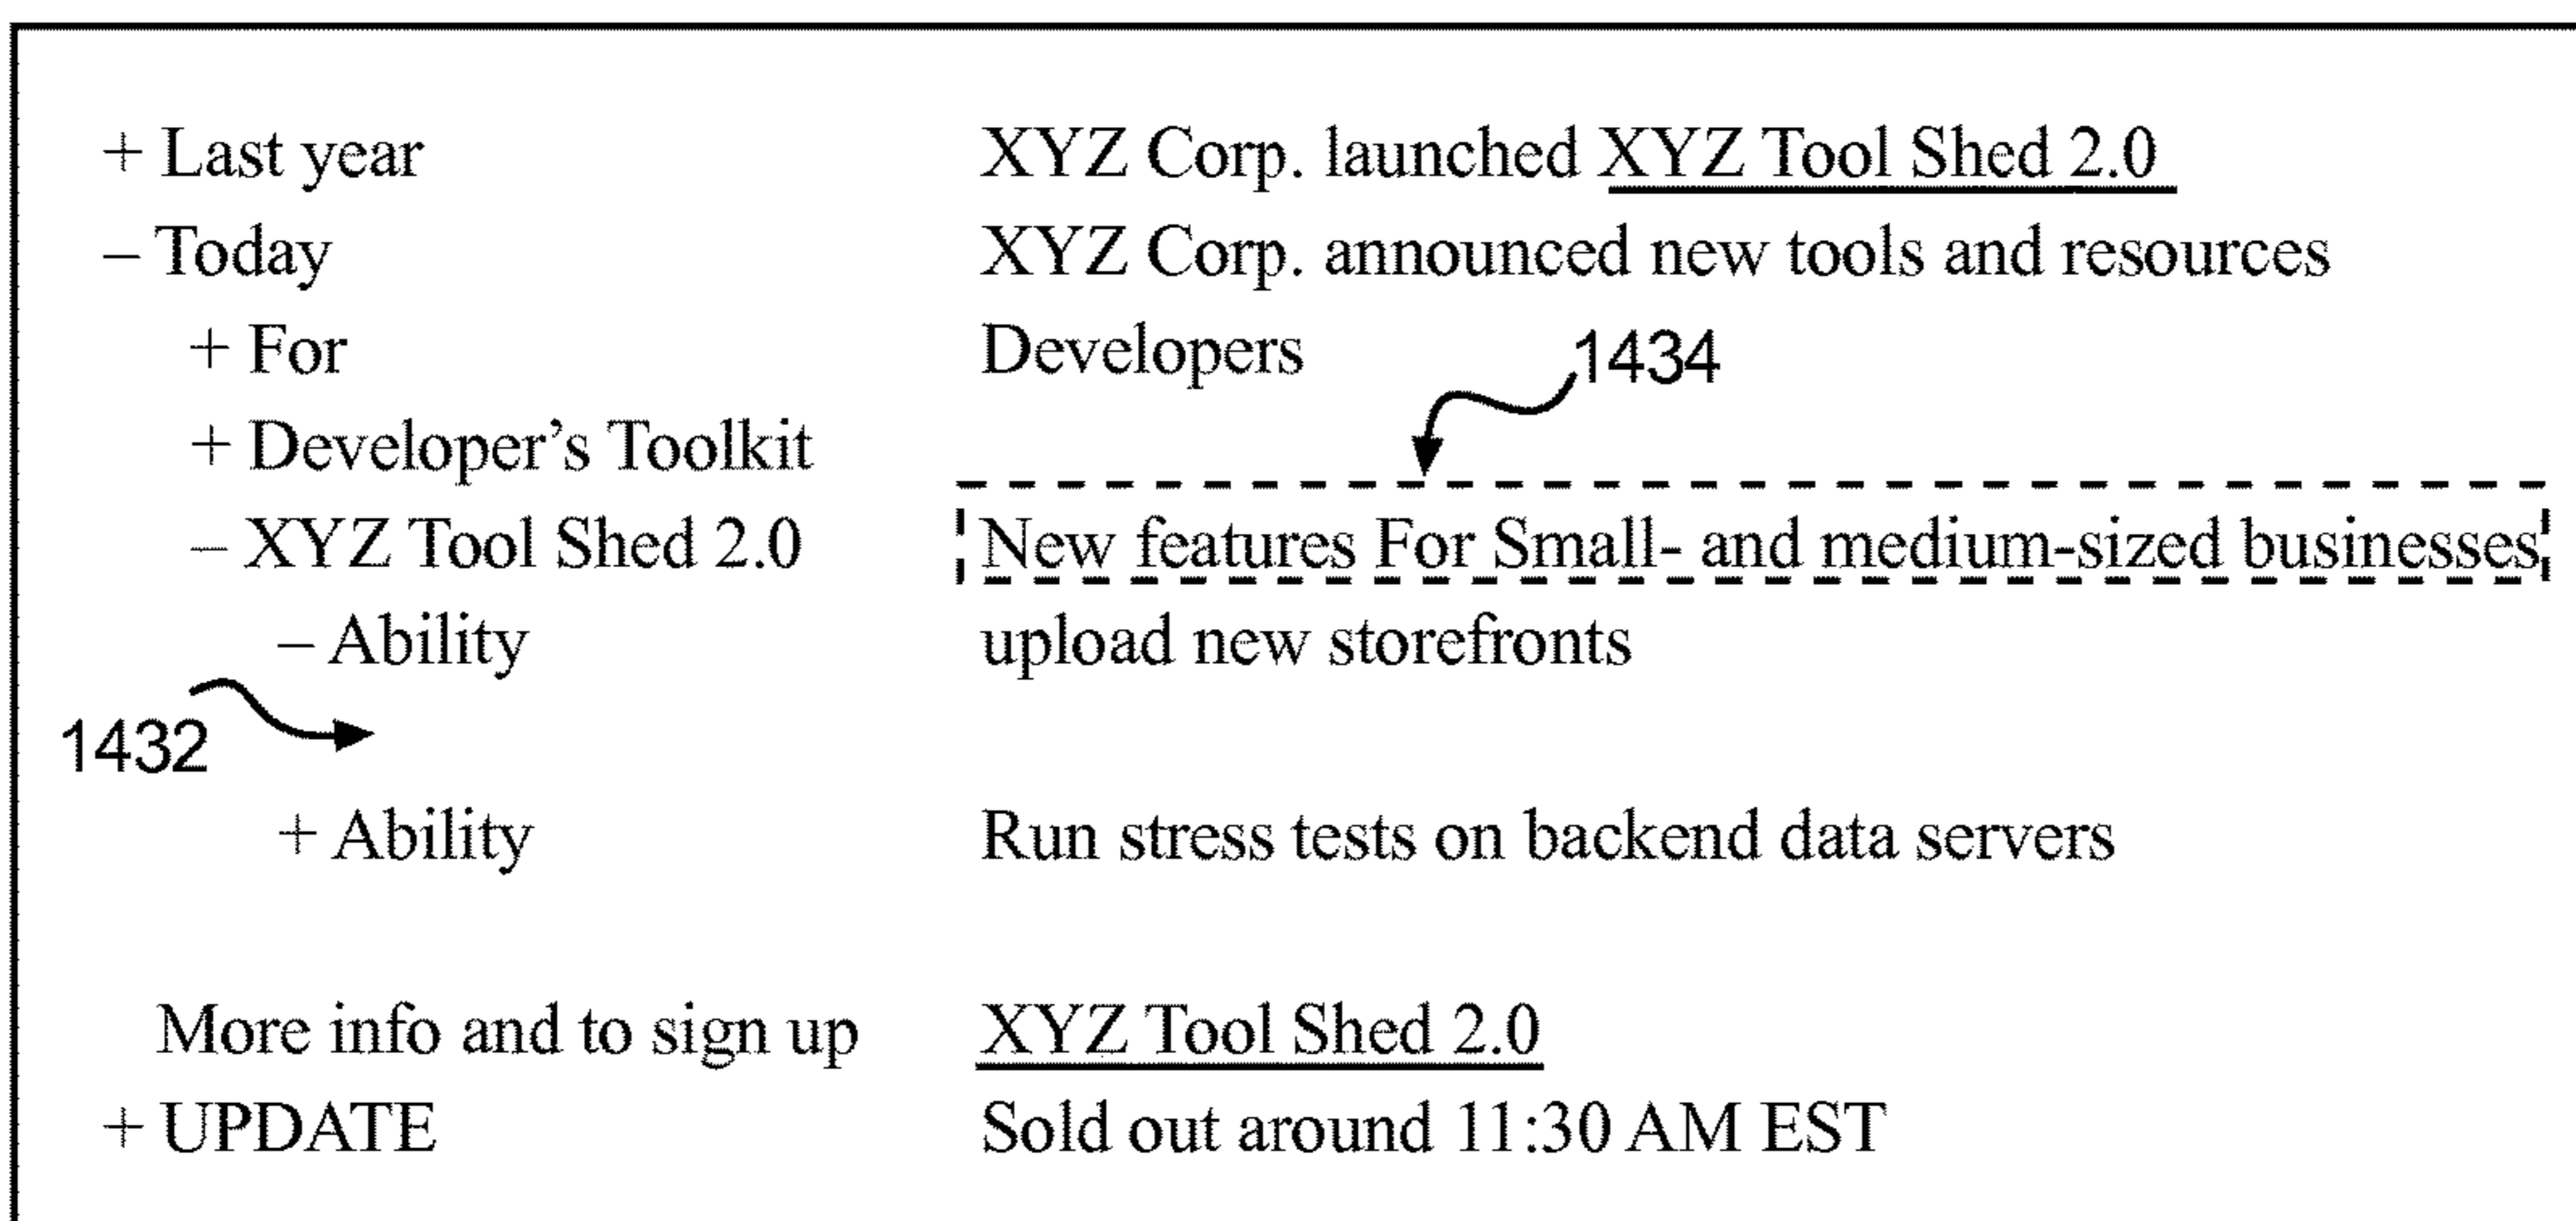 + Last year XYZ Corp. launched XYZ Tool Shed 2.0
– Today XYZ Corp. announced new tools and resources
+ For Developers 1434
+ Developer’s Toolkit
– XYZ Tool Shed 2.0 New features For Small- and medium-sized businesses
– Ability upload new storefronts
1432
+ Ability Run stress tests on backend data servers
More info and to sign up XYZ Tool Shed 2.0
+ UPDATE Sold out around 11:30 AM EST